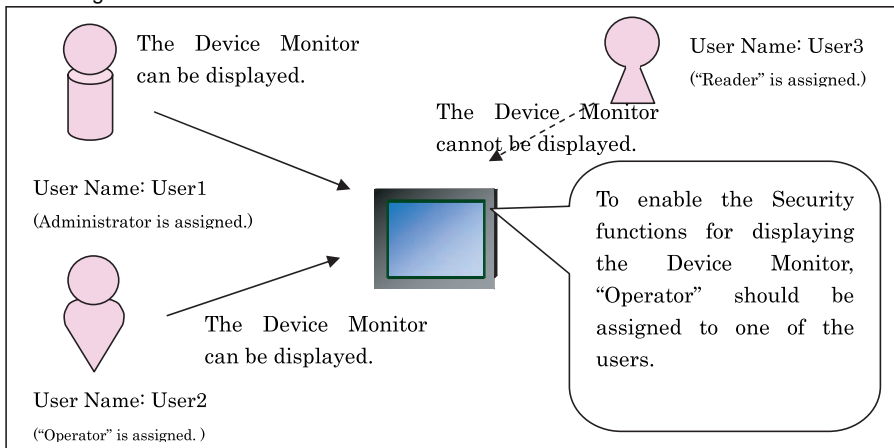 The Device Monitor
can be displayed.
User Name: User1
(Administrator is assigned.)
User Name: User3
("Reader" is assigned.)
The Device Monitor
cannot be displayed.
To enable the Security
functions for displaying
the Device Monitor,
“Operator” should be
assigned to one of the
users.
The Device Monitor
can be displayed.
User Name: User2
("Operator" is assigned. )